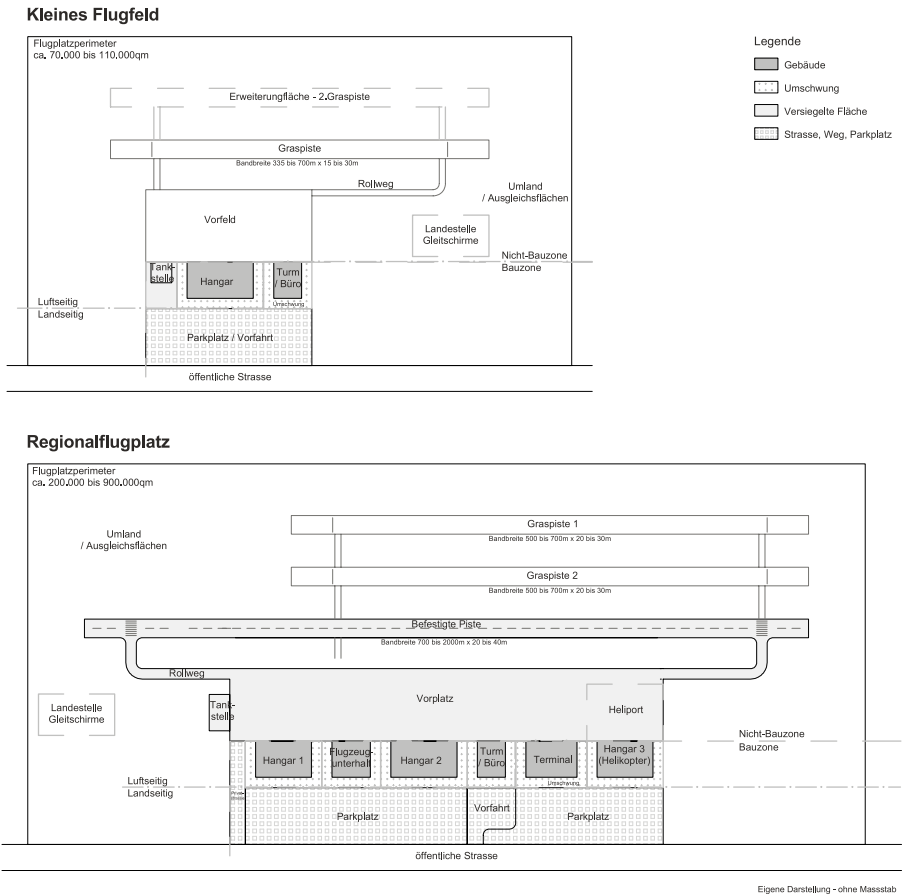 Kleines Flugfeld
Flugplatzperimeter
ca. 70.000 bis 110.000qm
Erweiterungfläche - 2.Graspiste
Graspiste
Bandbreite 335 bis 700m x 15 bis 30m
Rollweg
Umland
/ Ausgleichsflächen
Vorfeld
Landestelle
Gleitschirme
Nicht-Bauzone
Bauzone
Tank-
stelle
Hangar
Turm
/ Büro
Umschwung
Luftseitig
Landseitig
Parkplatz / Vorfahrt
öffentliche Strasse
Legende
Gebäude
Umschwung
Versiegelte Fläche
Strasse, Weg, Parkplatz
Regionalflugplatz
Flugplatzperimeter
ca. 200.000 bis 900.000qm
Umland
/ Ausgleichsflächen
Graspiste 1
Bandbreite 500 bis 700m x 20 bis 30m
Graspiste 2
Bandbreite 500 bis 700m x 20 bis 30m
Befestigte Piste
Bandbreite 700 bis 2000m x 20 bis 40m
Rollweg
Landestelle
Gleitschirme
Tank-
stelle
Vorplatz
Heliport
Nicht-Bauzone
Bauzone
Hangar 1
Flugzeug-
unterhalt
Hangar 2
Turm
/ Büro
Terminal
Hangar 3
(Helikopter)
Umschwung
Luftseitig
Landseitig
Parkplatz
Vorfahrt
Parkplatz
öffentliche Strasse
Eigene Darstellung - ohne Massstab